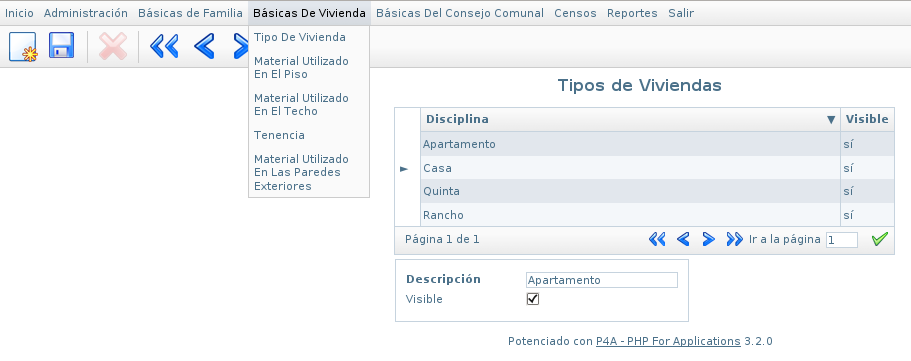 Inicio Administración Básicas de Familia Básicas De Vivienda Básicas Del Consejo Comunal Censos Reportes Salir
Tipo De Vivienda
Material Utilizado
En El Piso
Material Utilizado
En El Techo
Tenencia
Material Utilizado
En Las Paredes
Exteriores
Tipos de Viviendas
Disciplina Visible
Apartamento sí
Casa sí
Quinta sí
Rancho sí
Página 1 de 1 Ir a la página 1
Descripción Apartamento
Visible
Potenciado con P4A - PHP For Applications 3.2.0